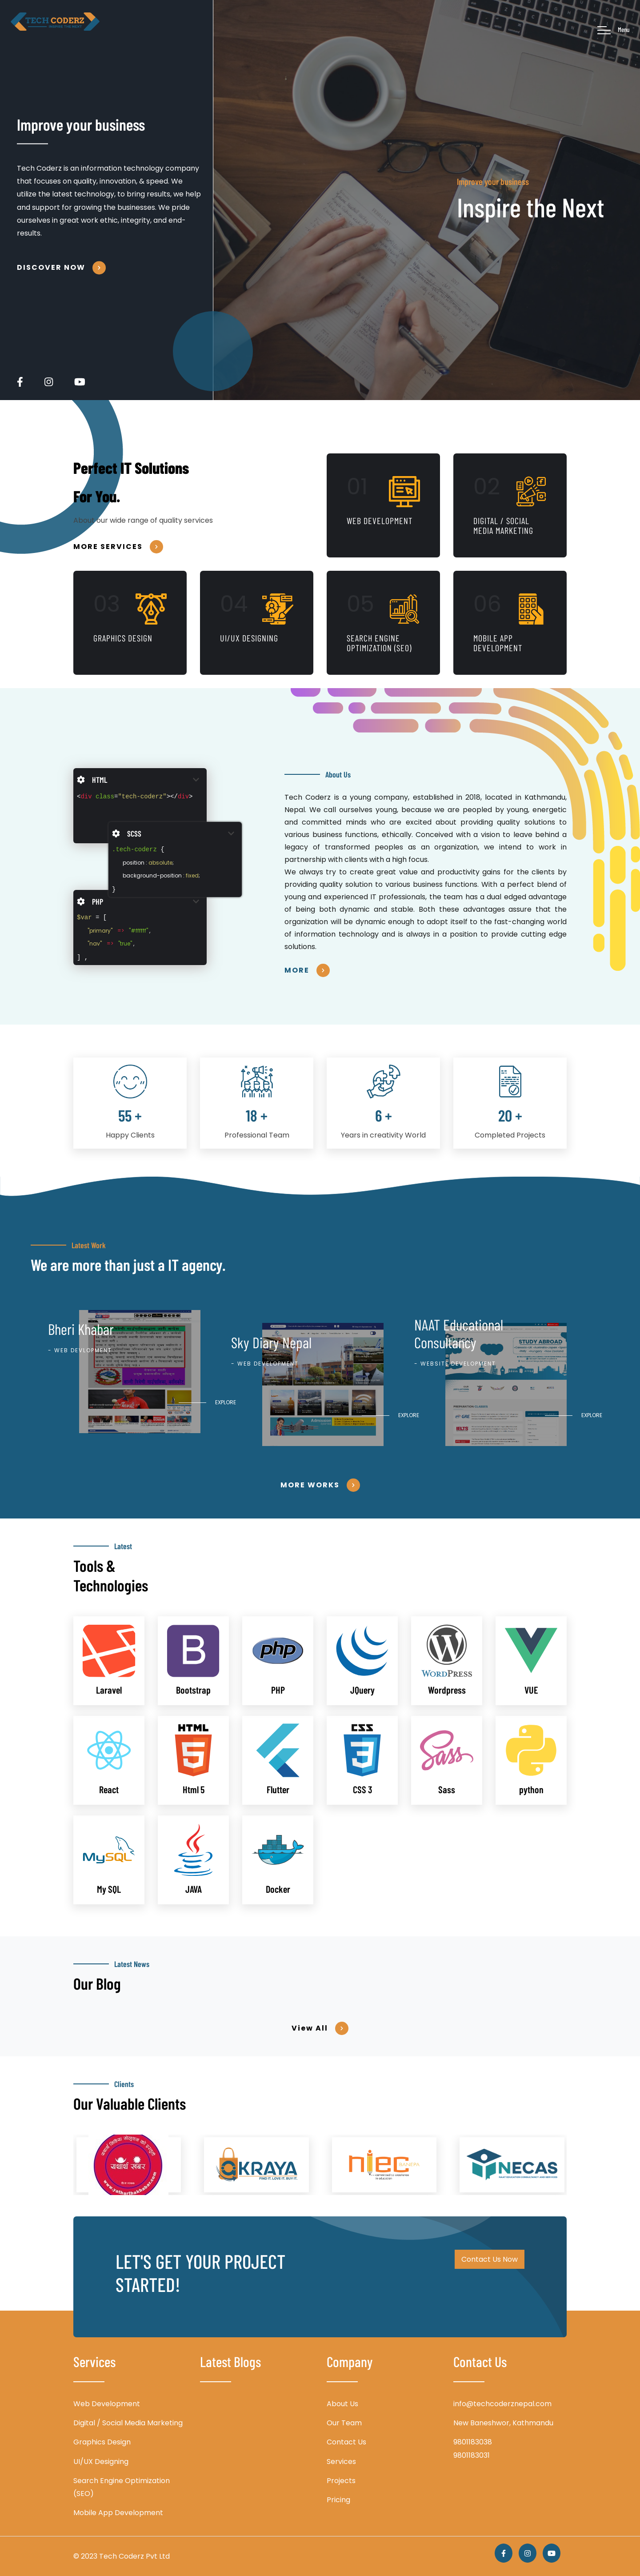 TECH CODERZ
Menu
Improve your business
Tech Coderz is an information technology company
that focuses on quality, innovation, & speed. We
utilize the latest technology, to bring results, we help
and support for growing the businesses. We pride
ourselves in great work ethic, integrity, and end-
results.
DISCOVER NOW
Improve your business
Inspire the Next
Perfect IT Solutions
For You.
About our wide range of quality services
MORE SERVICES
01
WEB DEVELOPMENT
02
DIGITAL / SOCIAL
MEDIA MARKETING
03
GRAPHICS DESIGN
04
UI/UX DESIGNING
05
SEARCH ENGINE
OPTIMIZATION (SEO)
06
MOBILE APP
DEVELOPMENT
HTML
<div class="tech-coderz"></div>
SCSS
.tech-coderz {
position : absolute;
background-position : fixed;
}
PHP
$var = [
"primary" => "#ffffff",
"nav" => "true",
] ,
About Us
Tech Coderz is a young company, established in 2018, located in Kathmandu,
Nepal. We call ourselves young, because we are peopled by young, energetic
and committed minds who are excited about providing quality solutions to
various business functions, ethically. Conceived with a vision to leave behind a
legacy of transformed peoples as an organization, we intend to work in
partnership with clients with a high focus.
We always try to create great value and productivity gains for the clients by
providing quality solution to various business functions. With a perfect blend of
young and experienced IT professionals, the team has a dual edged advantage
of being both dynamic and stable. Both these advantages assure that the
organization will be dynamic enough to adopt itself to the fast-changing world
of information technology and is always in a position to provide cutting edge
solutions.
MORE
55 +
Happy Clients
18 +
Professional Team
6 +
Years in creativity World
20 +
Completed Projects
Latest Work
We are more than just a IT agency.
Bheri Khabar
- WEB DEVLOPMENT
EXPLORE
Sky Diary Nepal
- WEB DEVELOPMENT
EXPLORE
NAAT Educational
Consultancy
- WEBSITE DEVELOPMENT
STUDY ABROAD
EXPLORE
MORE WORKS
Latest
Tools &
Technologies
Laravel
B
Bootstrap
php
PHP
JQuery
WORDPRESS
Wordpress
VUE
React
HTML
5
Html 5
Flutter
CSS
3
CSS 3
Sass
Sass
python
MySQL
My SQL
Java
JAVA
Docker
Latest News
Our Blog
View All
Clients
Our Valuable Clients
KRAYA
niec
NECAS
LET'S GET YOUR PROJECT
STARTED!
Contact Us Now
Services
Web Development
Digital / Social Media Marketing
Graphics Design
UI/UX Designing
Search Engine Optimization
(SEO)
Mobile App Development
Latest Blogs
Company
About Us
Our Team
Contact Us
Services
Projects
Pricing
Contact Us
info@techcoderznepal.com
New Baneshwor, Kathmandu
9801183038
9801183031
© 2023 Tech Coderz Pvt Ltd